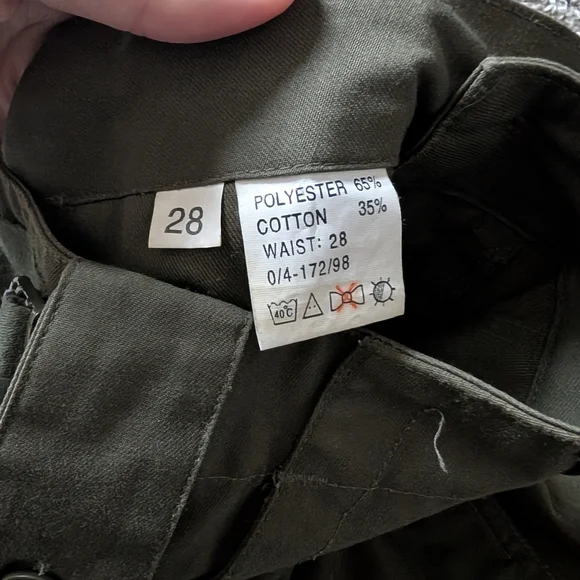 28
POLYESTER 65%
COTTON 35%
WAIST: 28
0/4-172/98
40°C